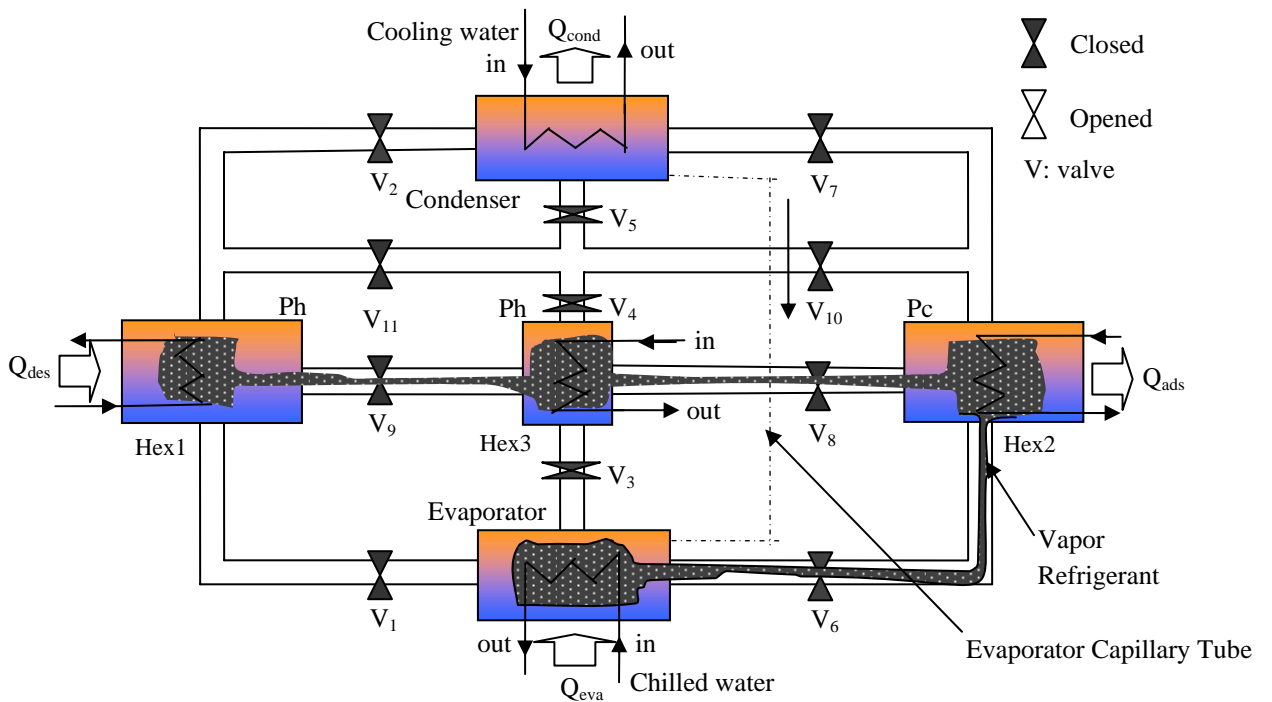 Cooling water
in
Qcond
out
Closed
Opened
V: valve
V2
Condenser
V5
V7
V11
V4
V10
Ph
Ph
Pc
in
Qdes
Qads
V9
out
V8
Hex1
Hex3
Hex2
V3
Evaporator
Vapor
Refrigerant
V1
V6
out
in
Evaporator Capillary Tube
Qeva
Chilled water